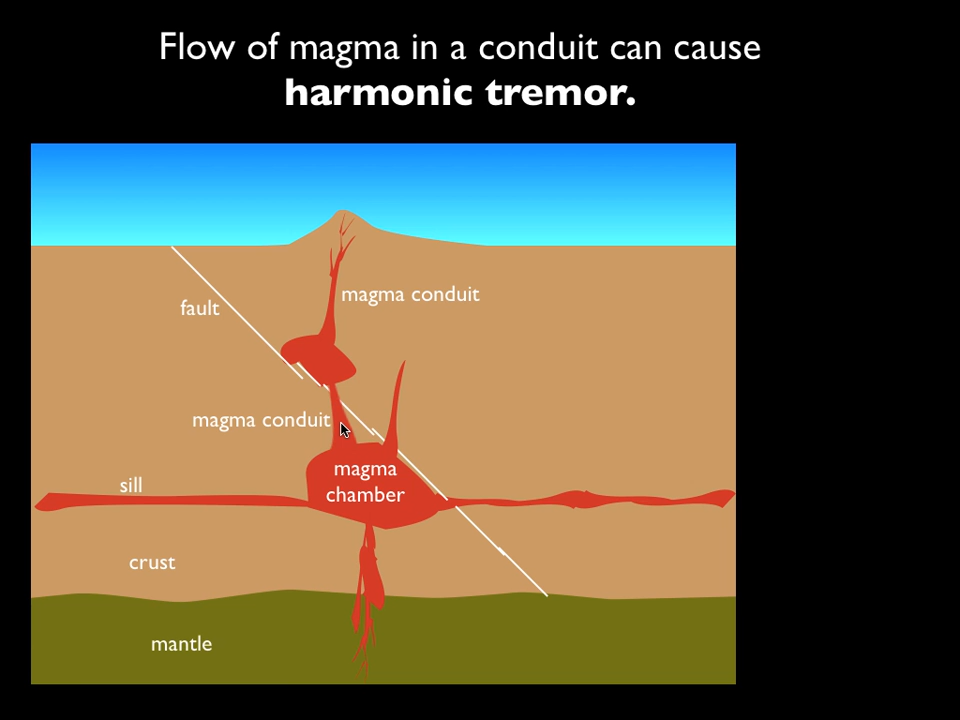 Flow of magma in a conduit can cause
harmonic tremor.
magma conduit
fault
magma conduit
magma
chamber
sill
crust
mantle